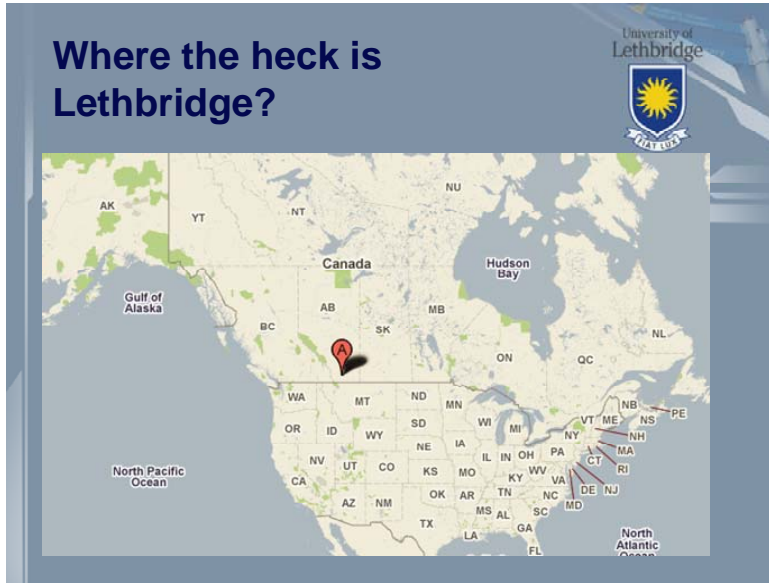 Where the heck is
Lethbridge?
University of
Lethbridge
FIAT LUX
AK
YT
NT
NU
Canada
Hudson
Bay
Gulf of
Alaska
BC
AB
SK
MB
ON
QC
NL
A
WA
MT
ND
MN
NB
PE
OR
ID
WY
SD
WI
MI
VT
ME
NS
NY
NH
NE
IA
IL
IN
OH
PA
MA
NV
UT
CO
KS
MO
KY
WV
VA
CT
RI
CA
DE
NJ
MD
North Pacific
Ocean
AZ
NM
OK
AR
TN
NC
SC
MS
AL
GA
TX
LA
FL
North
Atlantic
Ocean